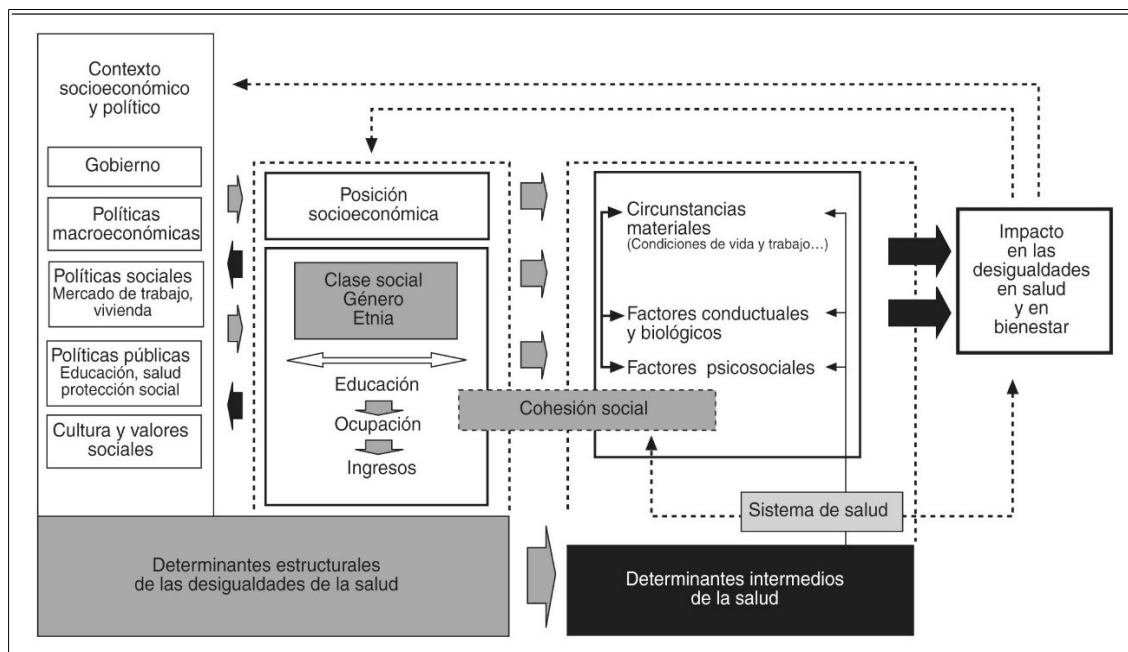 Contexto
socioeconómico
y político
Gobierno
Políticas
macroeconómicas
Políticas sociales
Mercado de trabajo,
vivienda
Políticas públicas
Educación, salud
protección social
Cultura y valores
sociales
Posición
socioeconómica
Clase social
Género
Etnia
Educación
Ocupación
Ingresos
Cohesión social
Circunstancias
materiales
(Condiciones de vida y trabajo...)
Factores conductuales
y biológicos
Factores psicosociales
Sistema de salud
Impacto
en las
desigualdades
en salud
y en
bienestar
Determinantes estructurales
de las desigualdades de la salud
Determinantes intermedios
de la salud